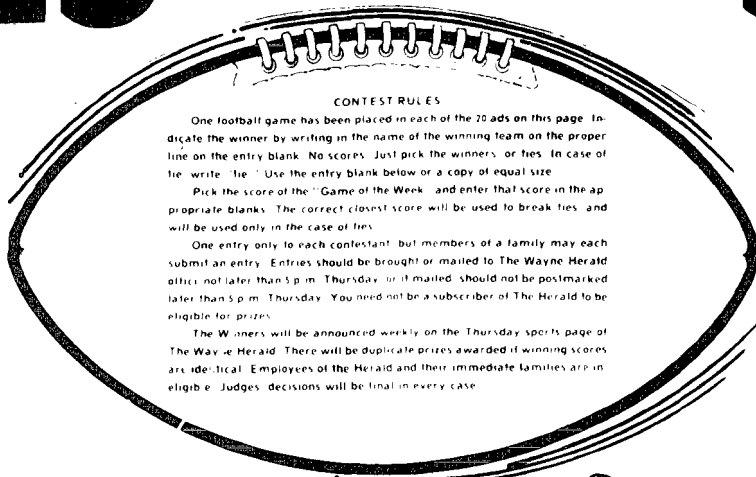 CONTEST RULES
One football game has been placed in each of the 20 ads on this page. In-
dicate the winner by writing in the name of the winning team on the proper
line on the entry blank. No scores. Just pick the winners, or ties. In case of
tie, write "tie." Use the entry blank below or a copy of equal size.
Pick the score of the "Game of the Week" and enter that score in the ap
propriate blanks. The correct closest score will be used to break ties, and
will be used only in the case of ties.
One entry only to each contestant, but members of a family may each
submit an entry. Entries should be brought or mailed to The Wayne Herald
office not later than 5 p.m. Thursday, or if mailed, should not be postmarked
later than 5 p.m. Thursday. You need not be a subscriber of The Herald to be
eligible for prizes.
The Winners will be announced weekly on the Thursday sports page of
The Wayne Herald. There will be duplicate prizes awarded if winning scores
are identical. Employees of the Herald and their immediate families are in
eligible. Judges' decisions will be final in every case.